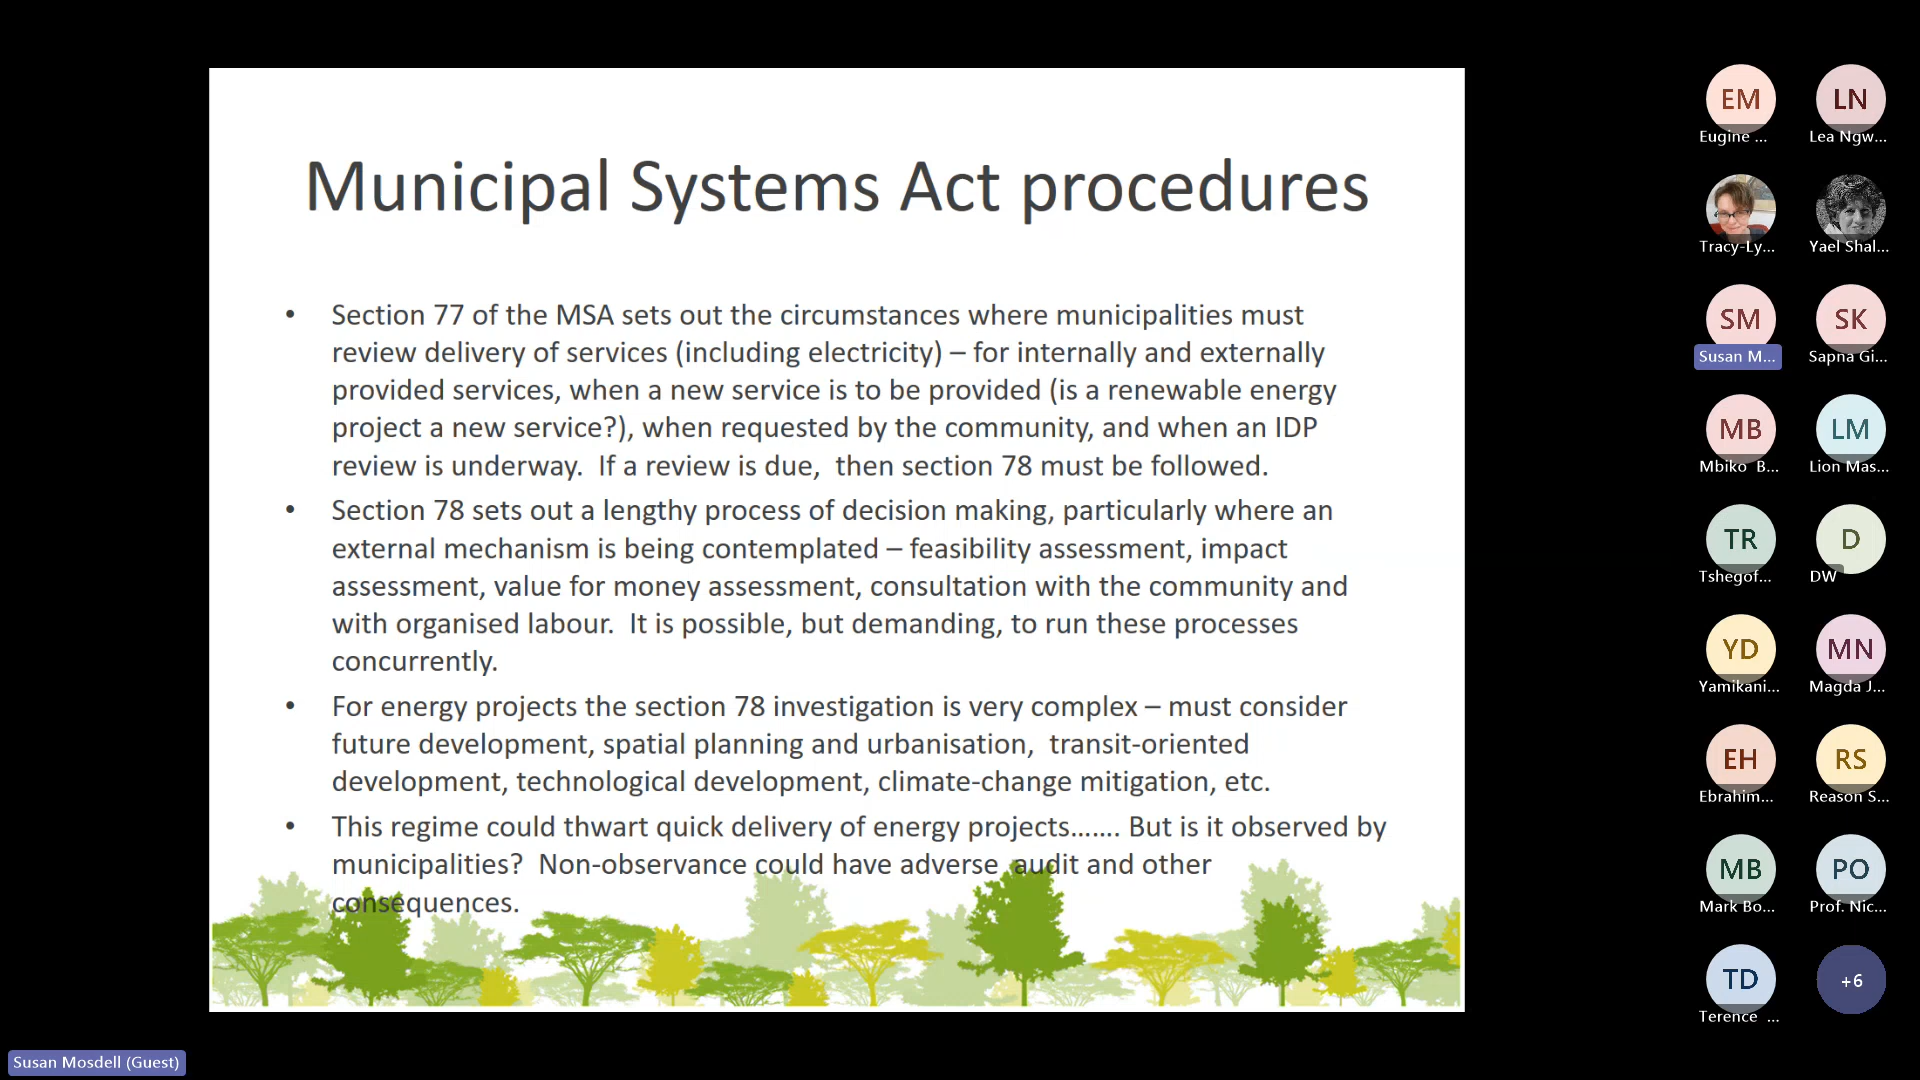 Municipal Systems Act procedures
• Section 77 of the MSA sets out the circumstances where municipalities must
review delivery of services (including electricity) – for internally and externally
provided services, when a new service is to be provided (is a renewable energy
project a new service?), when requested by the community, and when an IDP
review is underway.  If a review is due,  then section 78 must be followed.
• Section 78 sets out a lengthy process of decision making, particularly where an
external mechanism is being contemplated – feasibility assessment, impact
assessment, value for money assessment, consultation with the community and
with organised labour.  It is possible, but demanding, to run these processes
concurrently.
• For energy projects the section 78 investigation is very complex – must consider
future development, spatial planning and urbanisation,  transit-oriented
development, technological development, climate-change mitigation, etc.
• This regime could thwart quick delivery of energy projects……. But is it observed by
municipalities?  Non-observance could have adverse  audit and other
consequences.
EM LN
Eugine ... Lea Ngw...
Tracy-Ly... Yael Shal...
SM SK
Susan M... Sapna Gi...
MB LM
Mbiko  B... Lion Mas...
TR D
Tshegof... DW
YD MN
Yamikani... Magda J...
EH RS
Ebrahim... Reason S...
MB PO
Mark Bo... Prof. Nic...
TD +6
Terence  ...
Susan Mosdell (Guest)